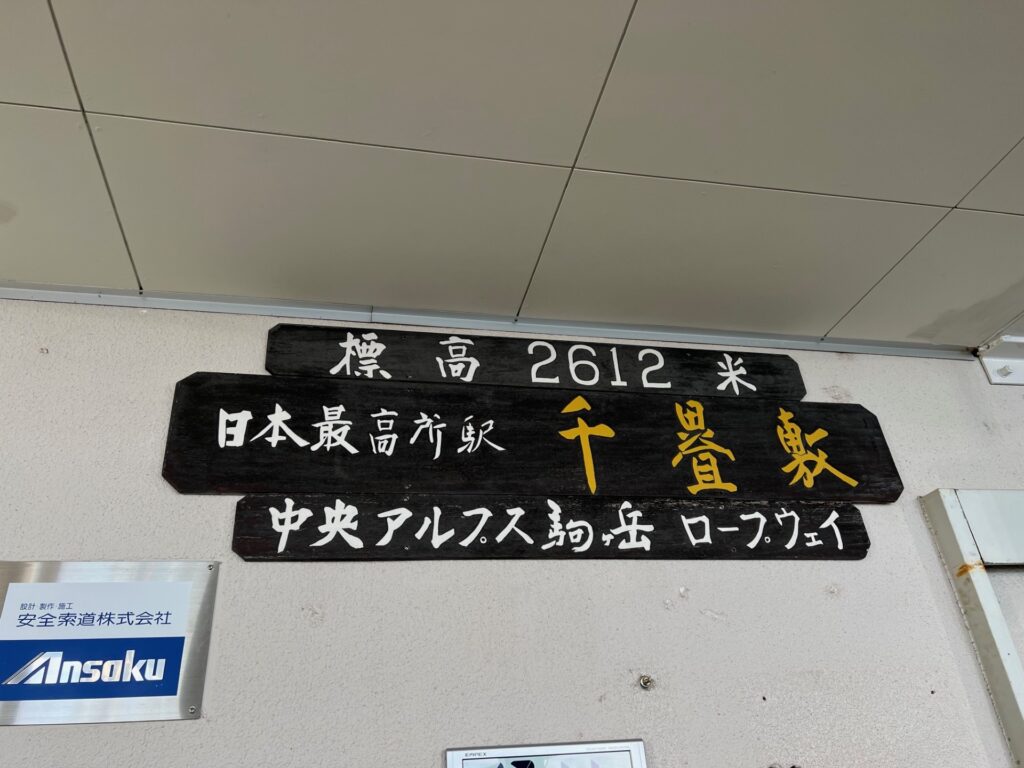 標高 2612 米
日本最高所駅 千畳敷
中央アルプス 駒ヶ岳 ロープウェイ
設計 製作 施工
安全索道株式会社
Ansaku
EMPEX